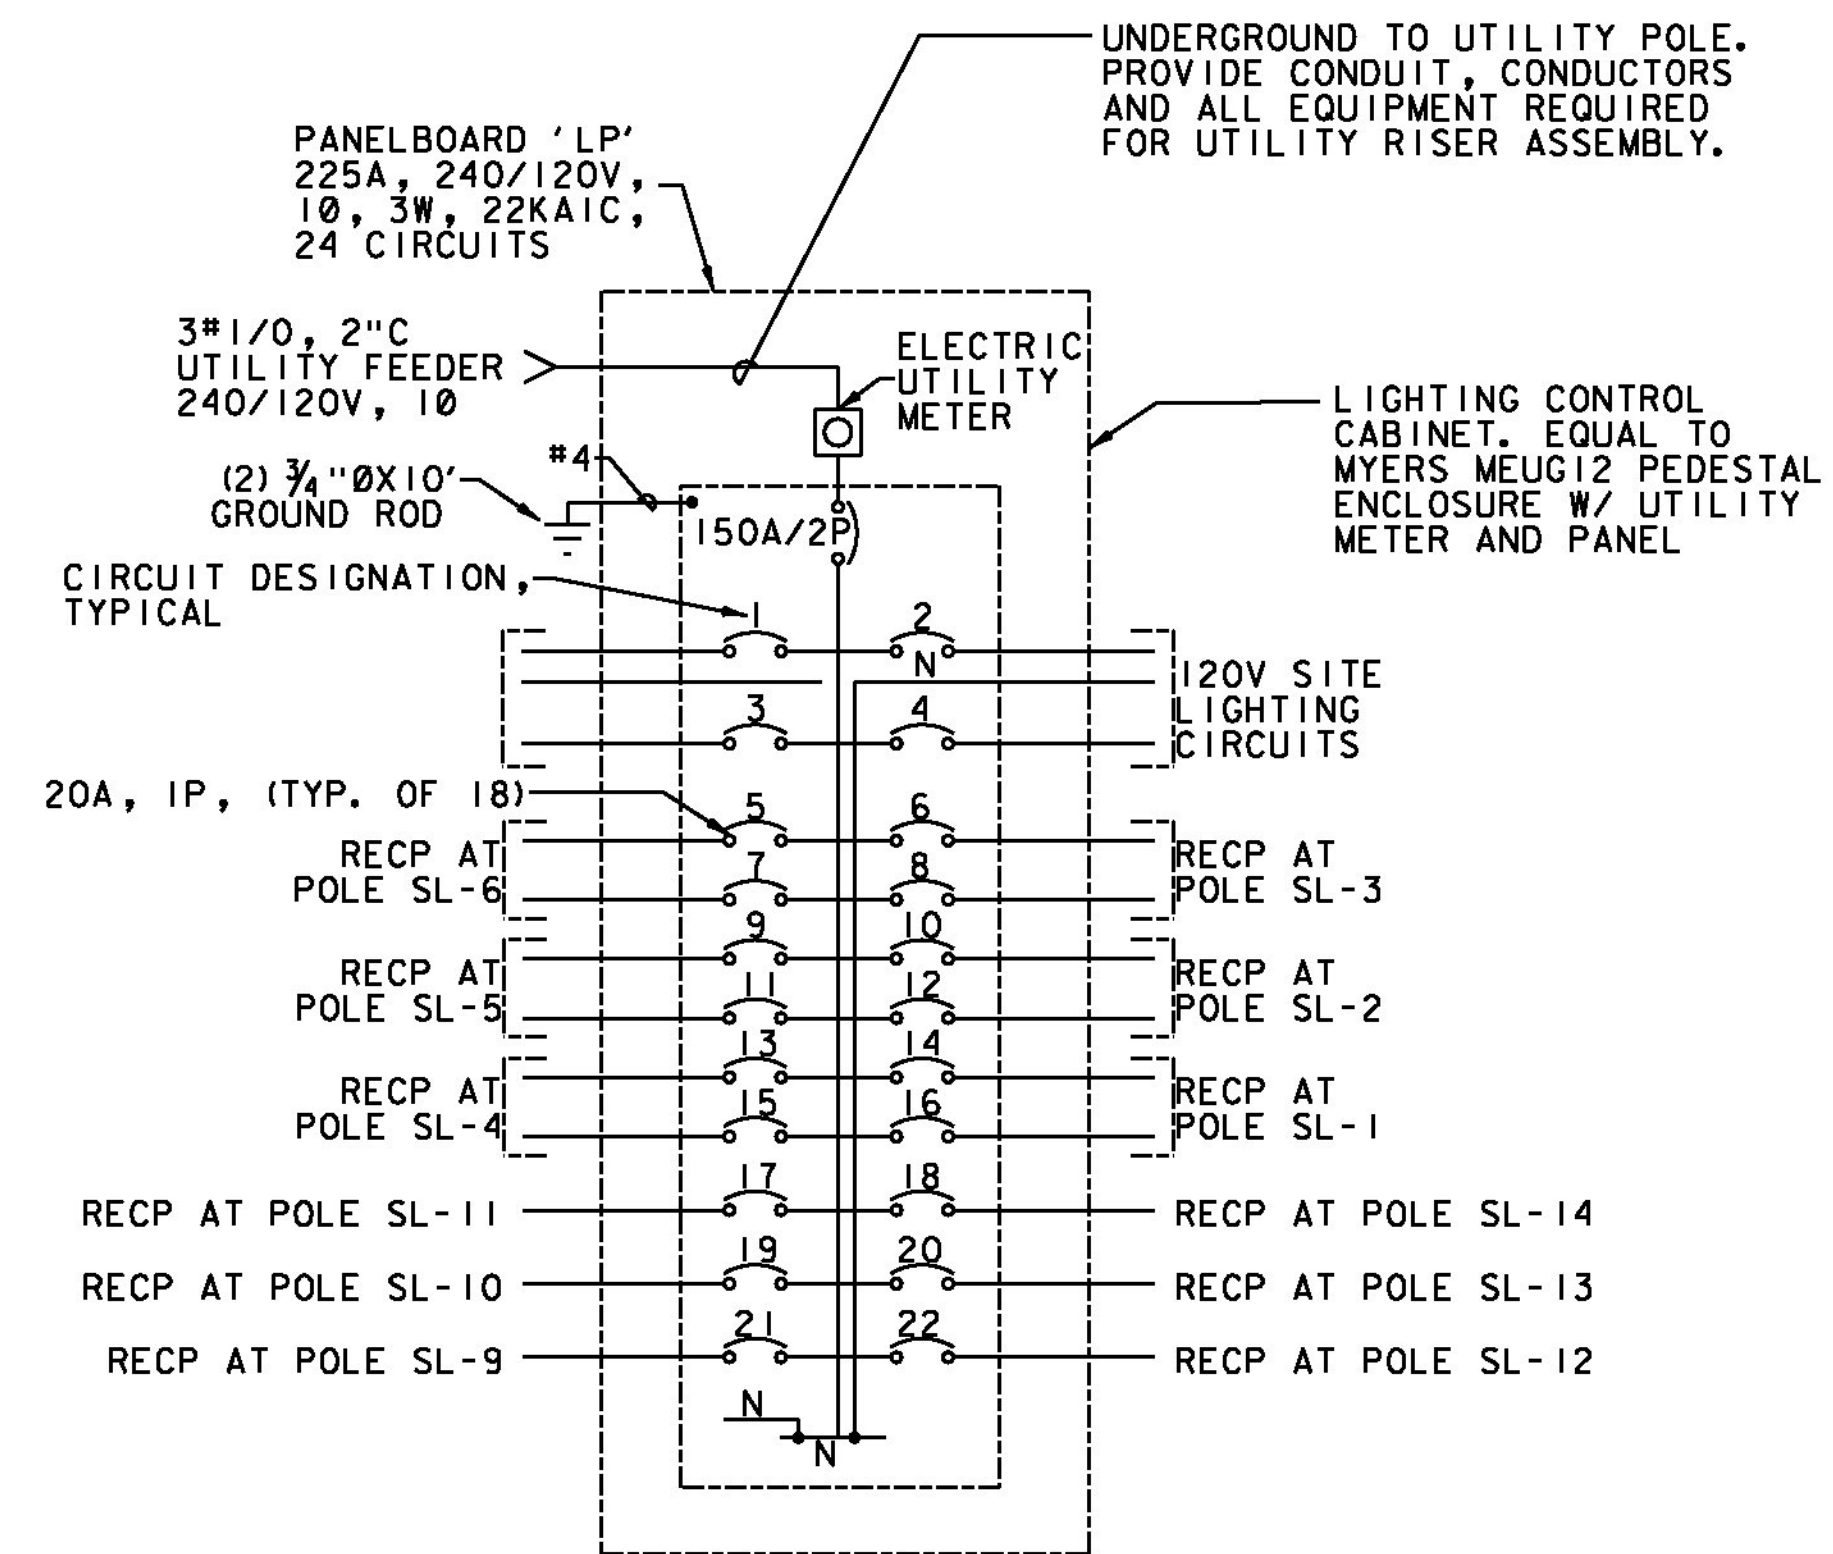 UNDERGROUND TO UTILITY POLE.
PROVIDE CONDUIT, CONDUCTORS
AND ALL EQUIPMENT REQUIRED
FOR UTILITY RISER ASSEMBLY.
PANELBOARD 'LP'
225A, 240/120V,
1Ø, 3W, 22KAIC,
24 CIRCUITS
3#1/0, 2"C
UTILITY FEEDER
240/120V, 1Ø
ELECTRIC
UTILITY
METER
LIGHTING CONTROL
CABINET. EQUAL TO
MYERS MEUG12 PEDESTAL
ENCLOSURE W/ UTILITY
METER AND PANEL
#4
(2) ¾"ØX10'
GROUND ROD
150A/2P
CIRCUIT DESIGNATION,
TYPICAL
1
2
N
3
4
120V SITE
LIGHTING
CIRCUITS
20A, 1P, (TYP. OF 18)
5
6
7
8
RECP AT
POLE SL-6
RECP AT
POLE SL-3
9
10
11
12
RECP AT
POLE SL-5
RECP AT
POLE SL-2
13
14
15
16
RECP AT
POLE SL-4
RECP AT
POLE SL-1
17
18
RECP AT POLE SL-11
RECP AT POLE SL-14
19
20
RECP AT POLE SL-10
RECP AT POLE SL-13
21
22
RECP AT POLE SL-9
RECP AT POLE SL-12
N
N